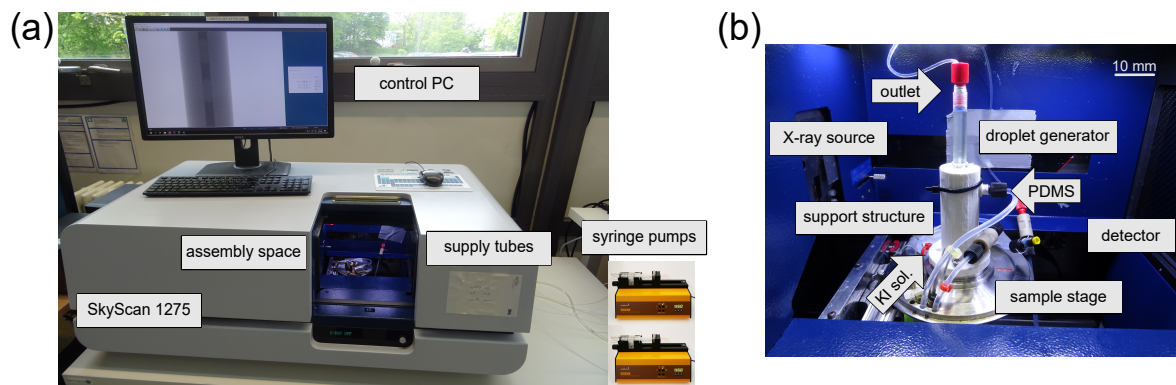 (a)
control PC
assembly space
supply tubes
syringe pumps
SkyScan 1275
(b)
10 mm
outlet
X-ray source
droplet generator
PDMS
support structure
detector
KI sol.
sample stage